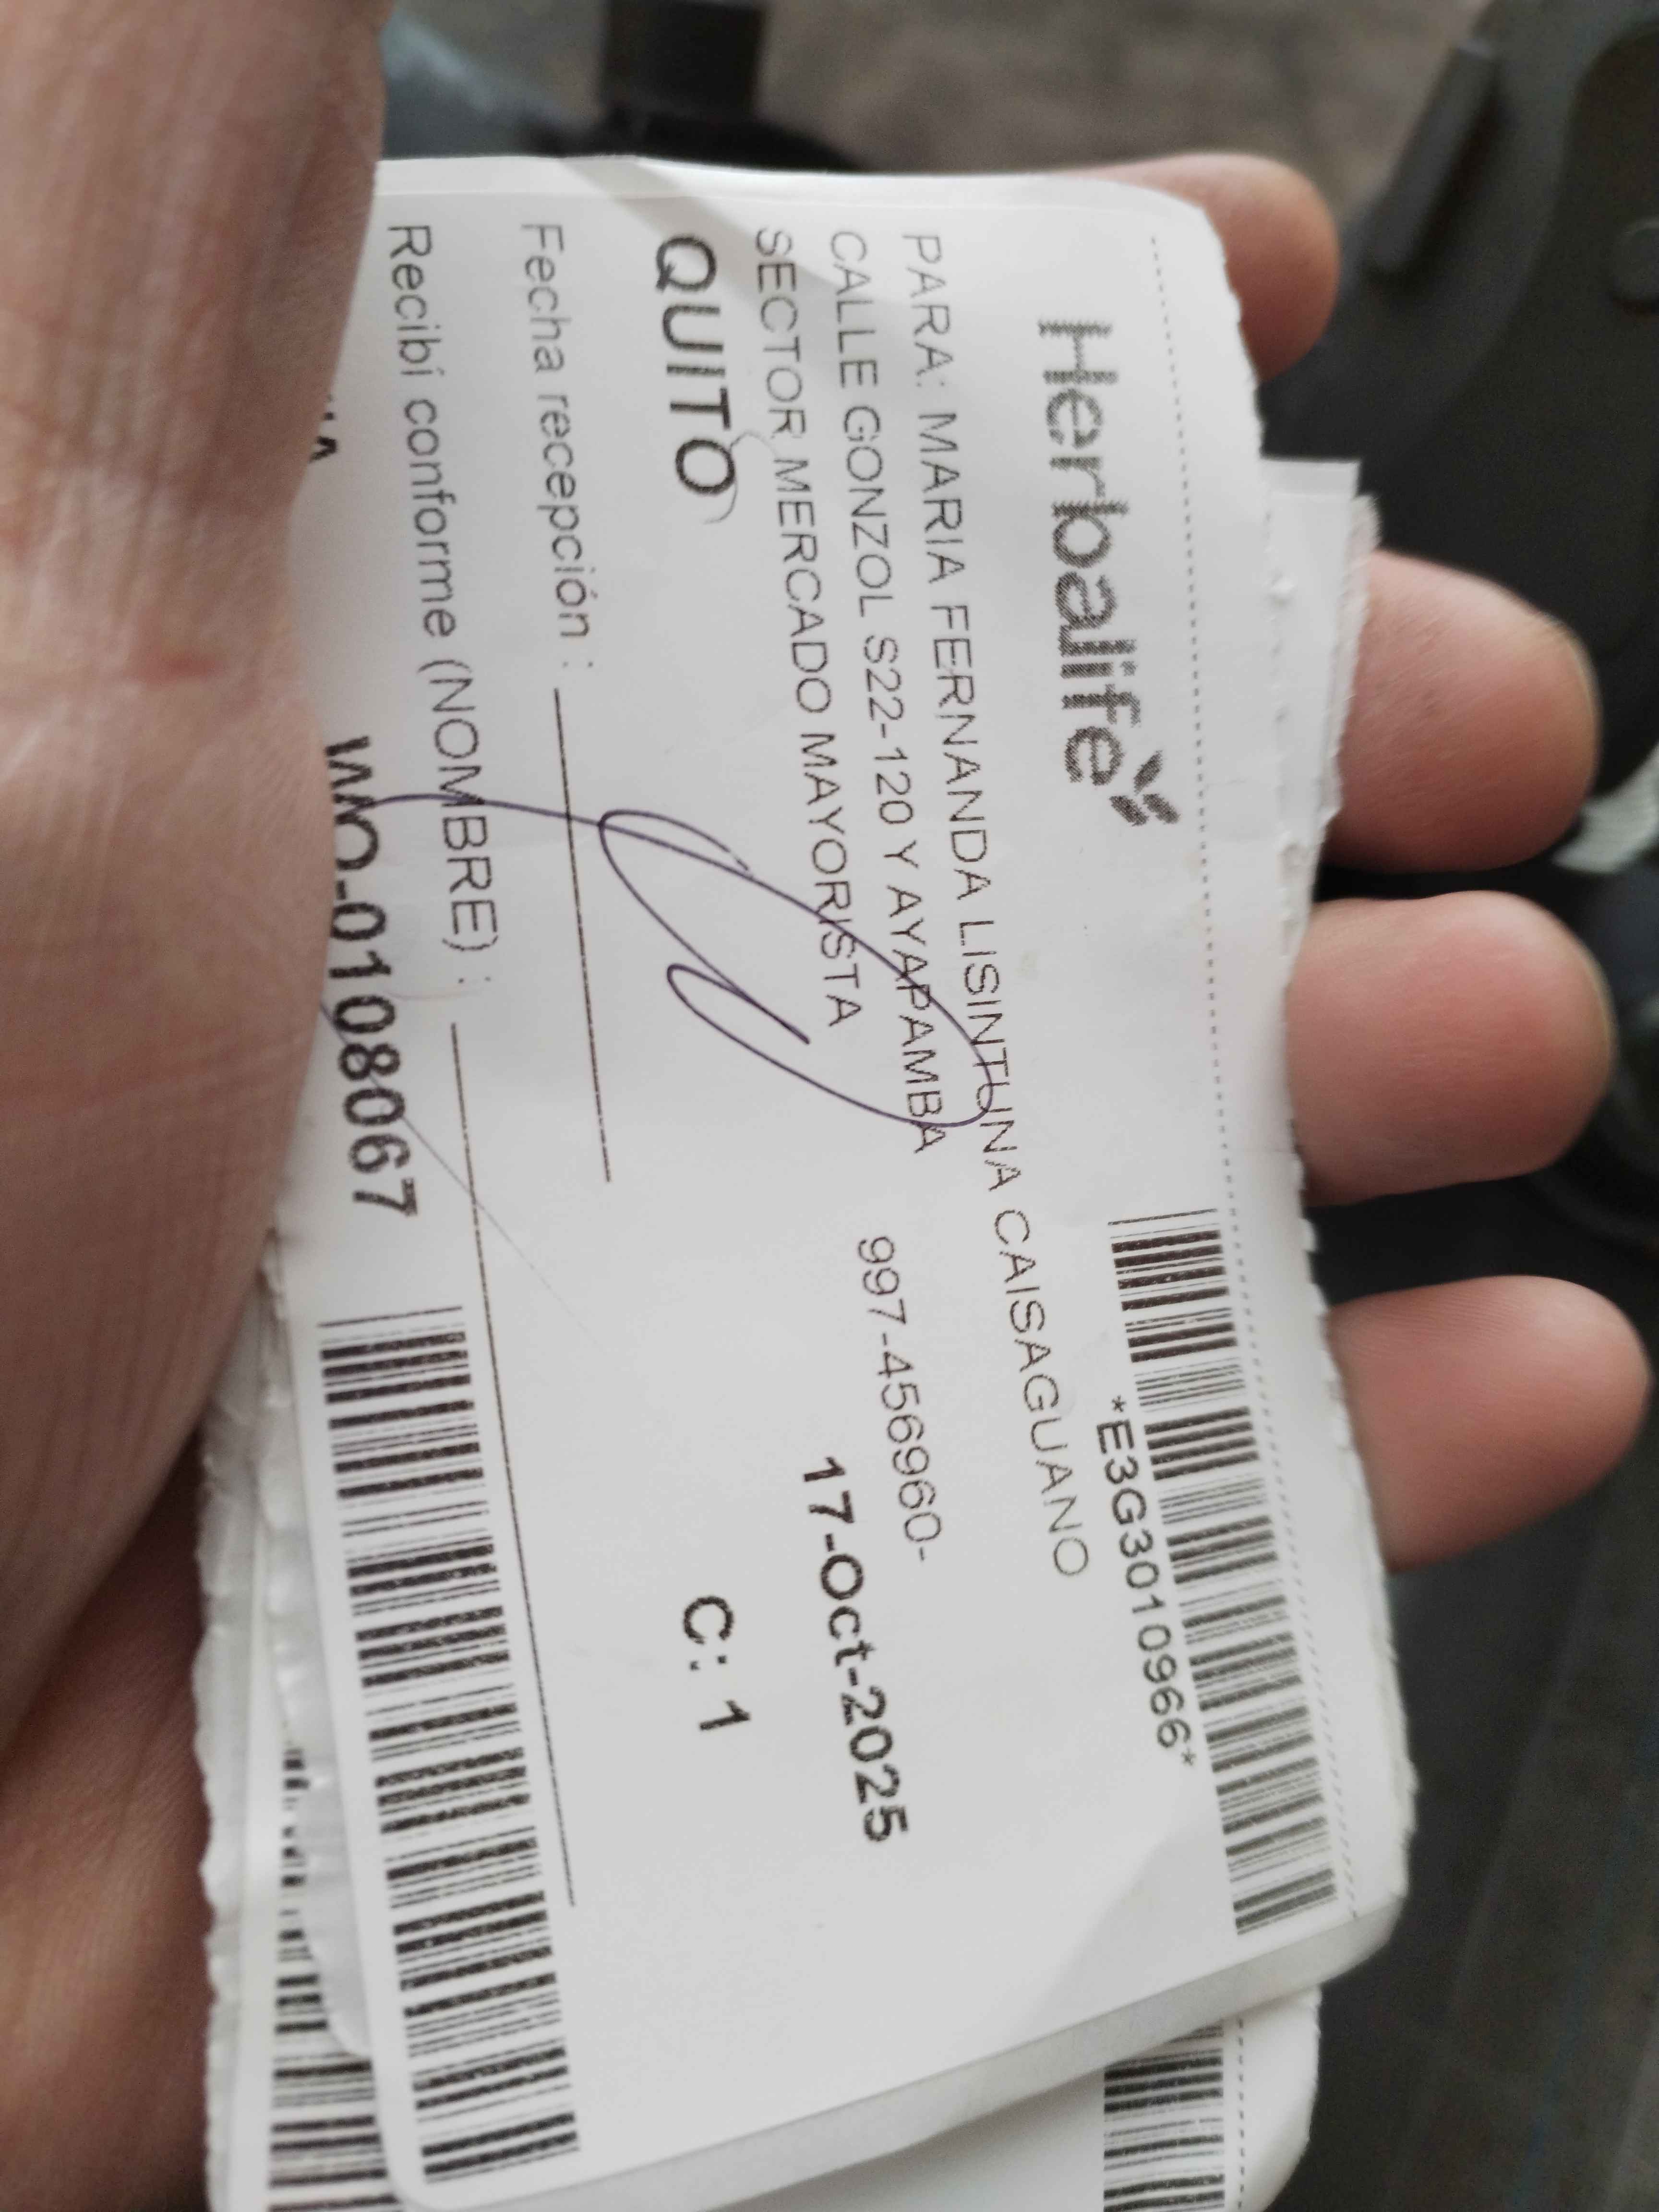 Herbalife
*E3G3010966*
PARA: MARIA FERNANDA LISINTUNA CAISAGUANO
CALLE GONZOL S22-120 Y AYAPAMBA 997-456960-
SECTOR MERCADO MAYORISTA 17-Oct-2025
QUITO C: 1
Fecha recepción :
Recibí conforme (NOMBRE) :
WO-0108067